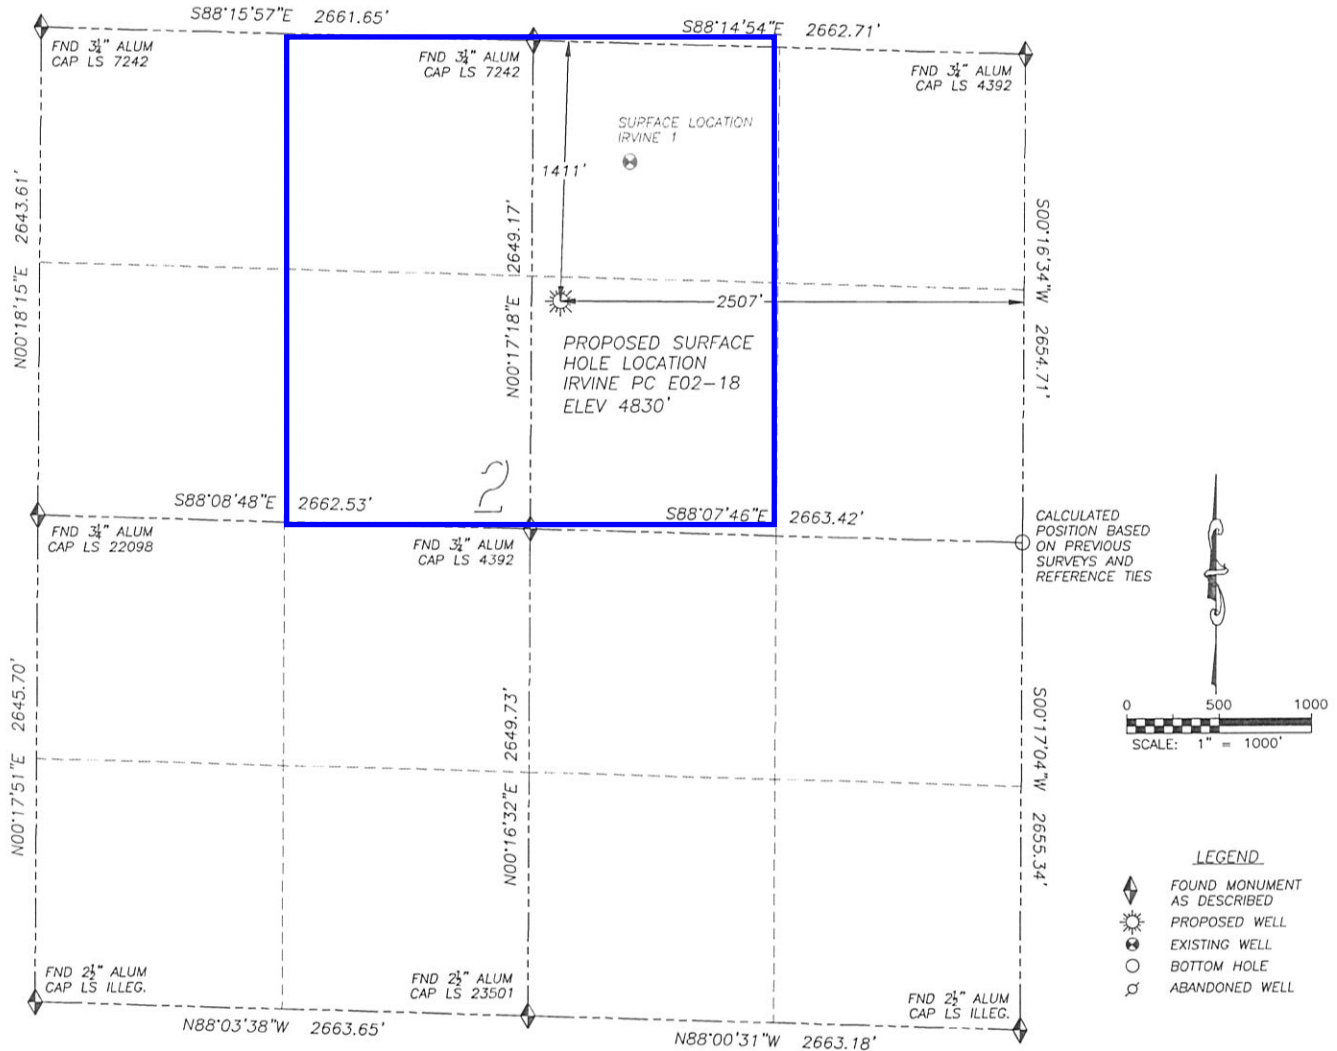 S88°15'57"E 2661.65'
S88°14'54"E 2662.71'
FND 3¼" ALUM
CAP LS 7242
FND 3¼" ALUM
CAP LS 7242
FND 3¼" ALUM
CAP LS 4392
SURFACE LOCATION
IRVINE 1
1411'
N00°18'15"E 2643.61'
N00°17'18"E 2649.17'
S00°16'34"W 2654.71'
2507'
PROPOSED SURFACE
HOLE LOCATION
IRVINE PC E02-18
ELEV 4830'
2
S88°08'48"E 2662.53'
S88°07'46"E 2663.42'
FND 3¼" ALUM
CAP LS 22098
FND 3¼" ALUM
CAP LS 4392
CALCULATED
POSITION BASED
ON PREVIOUS
SURVEYS AND
REFERENCE TIES
N00°17'51"E 2645.70'
N00°16'32"E 2649.73'
S00°17'04"W 2655.34'
0 500 1000
SCALE: 1" = 1000'
LEGEND
FOUND MONUMENT
AS DESCRIBED
PROPOSED WELL
EXISTING WELL
BOTTOM HOLE
ABANDONED WELL
FND 2½" ALUM
CAP LS ILLEG.
FND 2½" ALUM
CAP LS 23501
FND 2½" ALUM
CAP LS ILLEG.
N88°03'38"W 2663.65'
N88°00'31"W 2663.18'